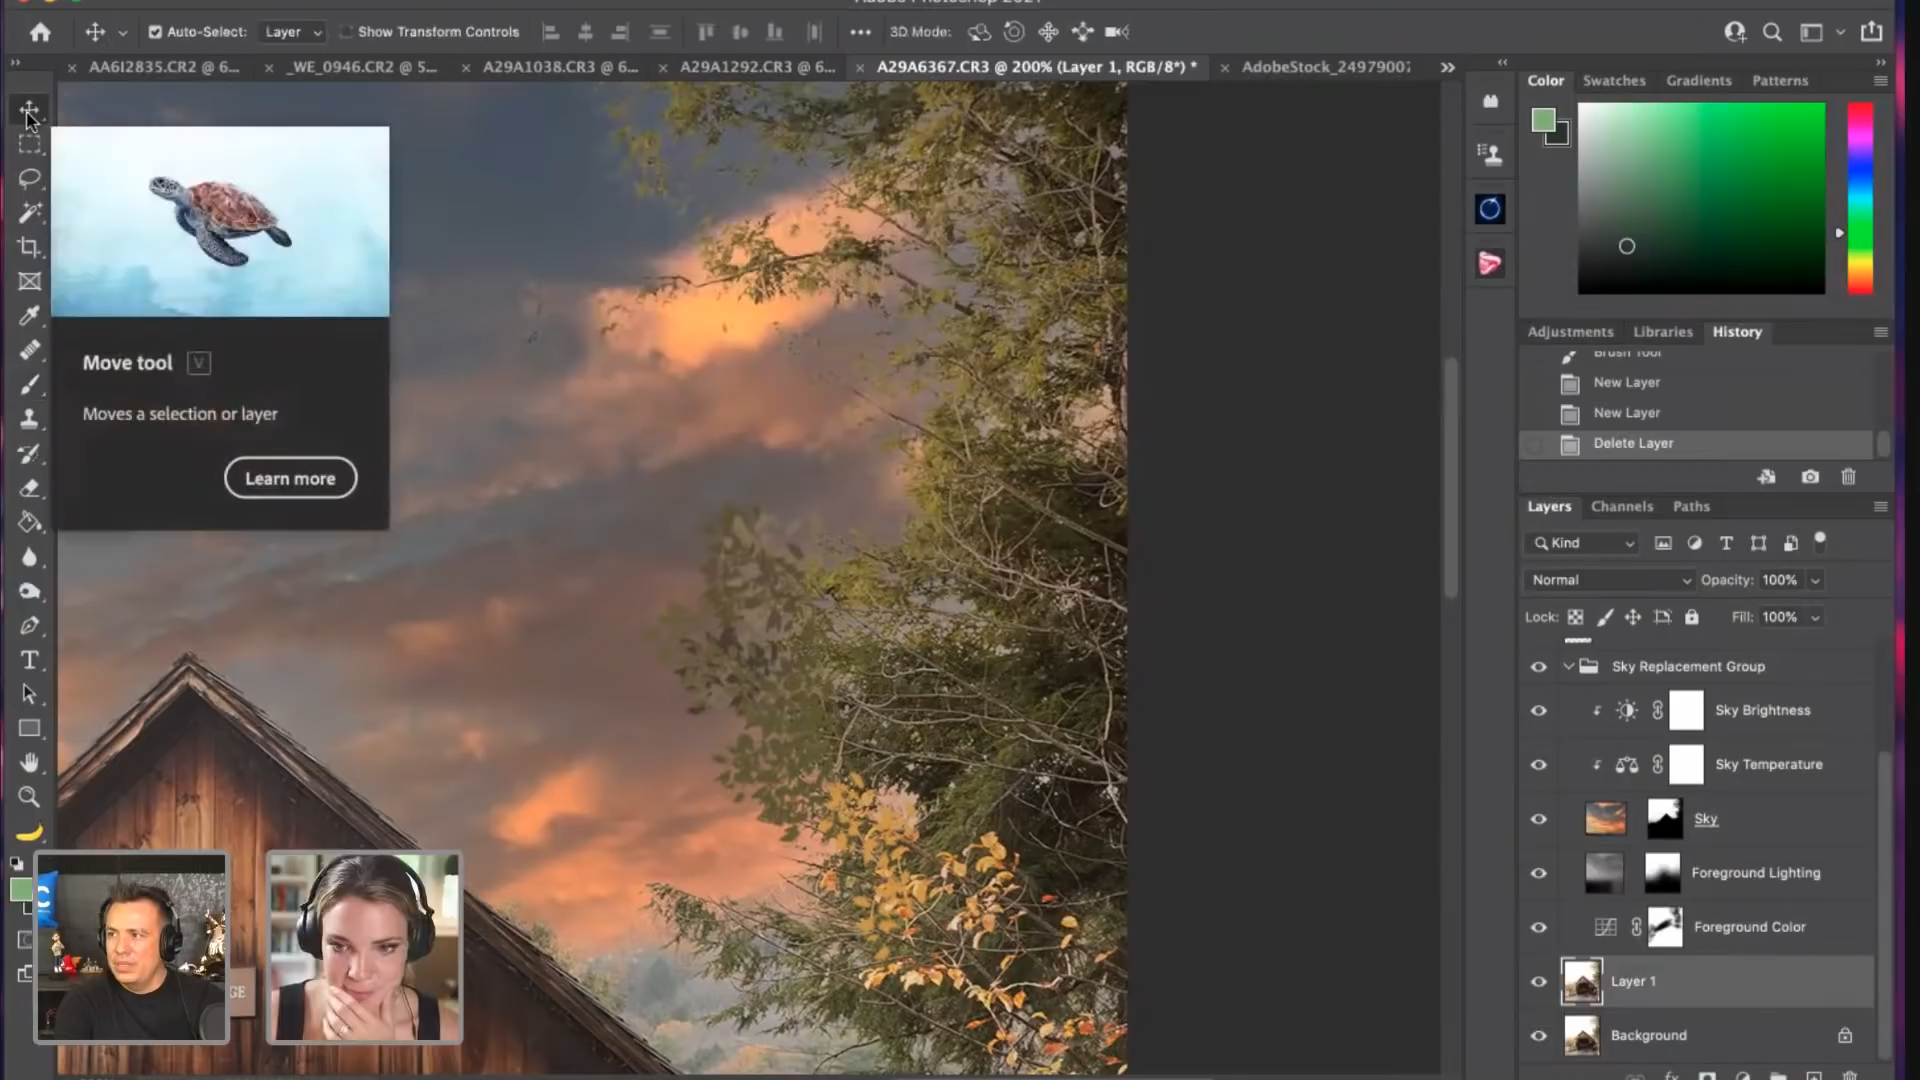 Auto-Select:
Layer
Show Transform Controls
3D Mode:
AA6I2835.CR2 @ 6...
_WE_0946.CR2 @ 5...
A29A1038.CR3 @ 6...
A29A1292.CR3 @ 6...
A29A6367.CR3 @ 200% (Layer 1, RGB/8*) *
AdobeStock_24979007
Move tool
V
Moves a selection or layer
Learn more
Color
Swatches
Gradients
Patterns
Adjustments
Libraries
History
Brush Tool
New Layer
New Layer
Delete Layer
Layers
Channels
Paths
Kind
Normal
Opacity: 100%
Lock:
Fill: 100%
Sky Replacement Group
Sky Brightness
Sky Temperature
Sky
Foreground Lighting
Foreground Color
Layer 1
Background
C
GE